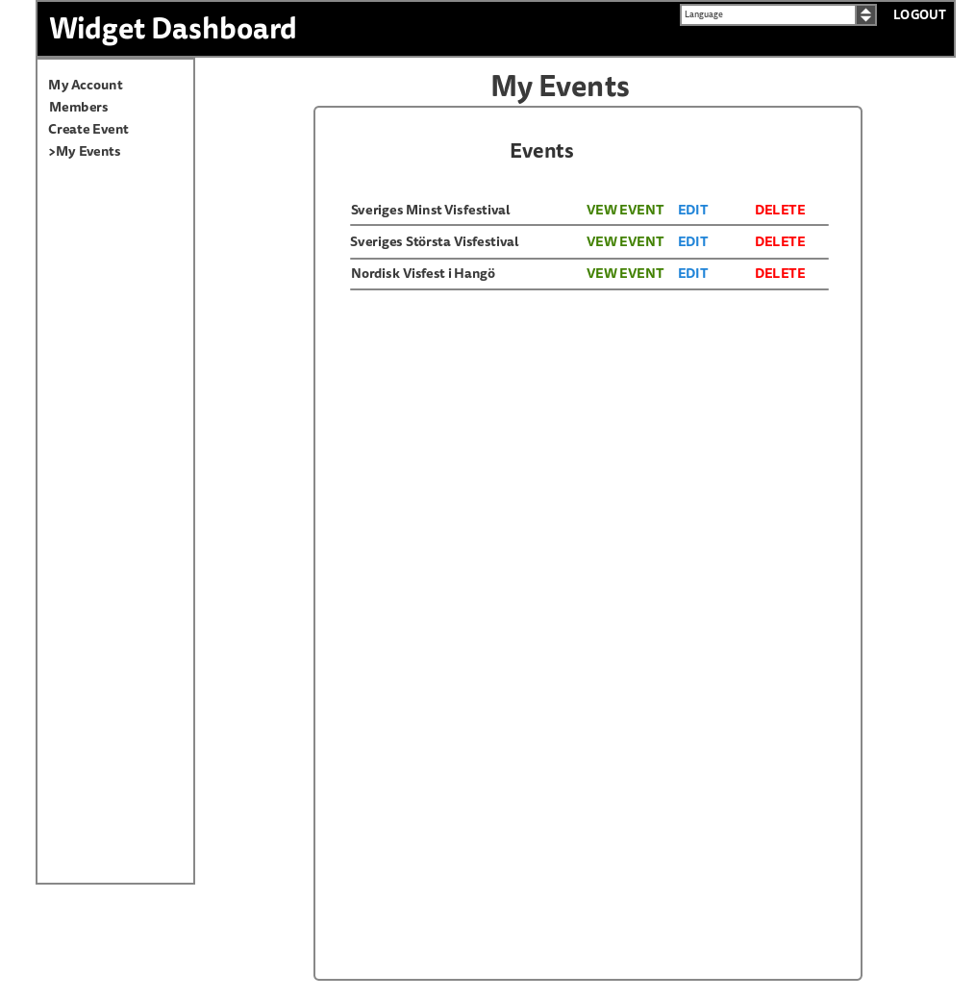 Widget Dashboard
Language
LOGOUT
My Account
Members
Create Event
>My Events
My Events
Events
Sveriges Minst Visfestival VEW EVENT EDIT DELETE
Sveriges Största Visfestival VEW EVENT EDIT DELETE
Nordisk Visfest i Hangö VEW EVENT EDIT DELETE